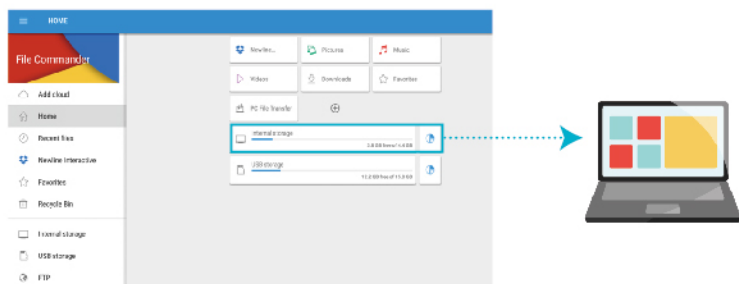 HOME
File Commander
Add cloud
Home
Recent files
Newline Interactive
Favorites
Recycle Bin
Internal storage
USB storage
FTP
Newline... Pictures Music
Videos Downloads Favorites
PC File Transfer
Internal storage
USB storage